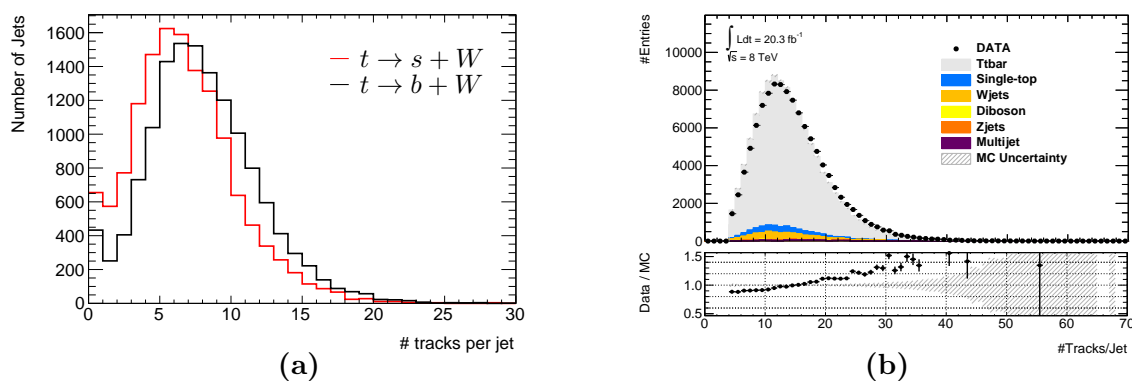 Number of Jets
1600
1400
1200
1000
800
600
400
200
0
0 5 10 15 20 25 30
# tracks per jet
t → s + W
t → b + W
(a)
#Entries
10000
8000
6000
4000
2000
0
∫ Ldt = 20.3 fb⁻¹
√s = 8 TeV
DATA
Ttbar
Single-top
Wjets
Diboson
Zjets
Multijet
MC Uncertainty
Data / MC
1.5
1.0
0.5
0 10 20 30 40 50 60 70
#Tracks/Jet
(b)